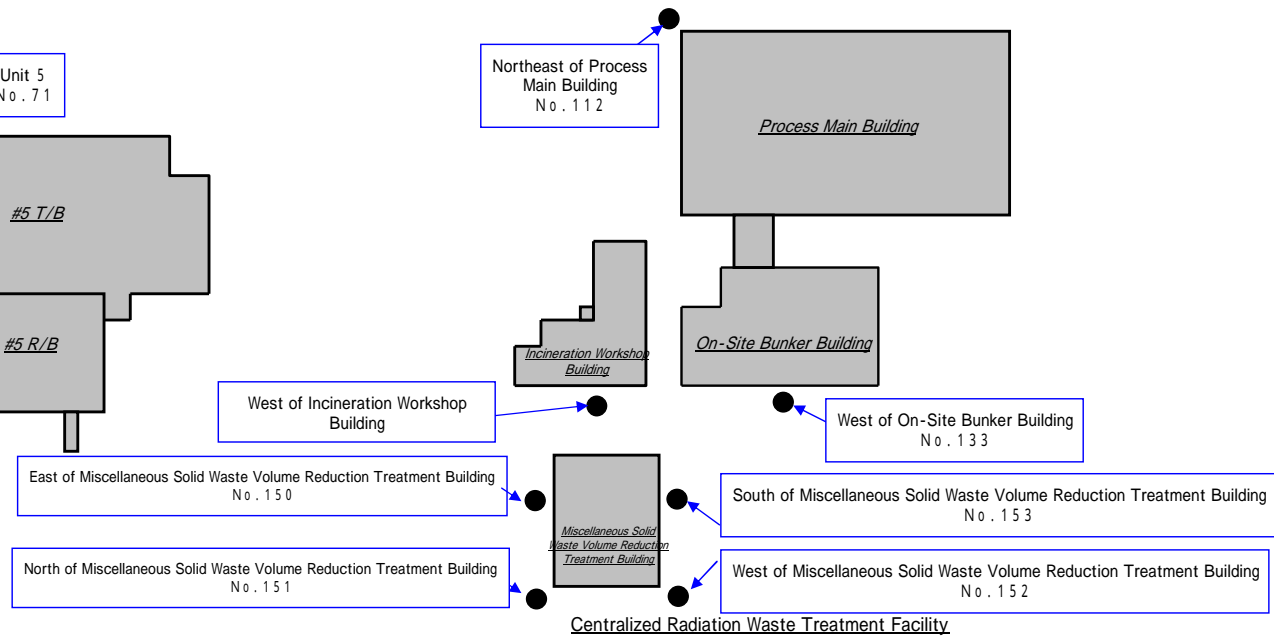 Unit 5
No.71
Northeast of Process
Main Building
No.112
Process Main Building
#5 T/B
#5 R/B
Incineration Workshop
Building
On-Site Bunker Building
West of Incineration Workshop
Building
West of On-Site Bunker Building
No.133
East of Miscellaneous Solid Waste Volume Reduction Treatment Building
No.150
South of Miscellaneous Solid Waste Volume Reduction Treatment Building
No.153
Miscellaneous Solid
Waste Volume Reduction
Treatment Building
North of Miscellaneous Solid Waste Volume Reduction Treatment Building
No.151
West of Miscellaneous Solid Waste Volume Reduction Treatment Building
No.152
Centralized Radiation Waste Treatment Facility